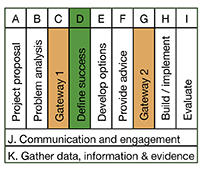 A B C D E F G H I
Project proposal
Problem analysis
Gateway 1
Define success
Develop options
Provide advice
Gateway 2
Build / implement
Evaluate
J. Communication and engagement
K. Gather data, information & evidence